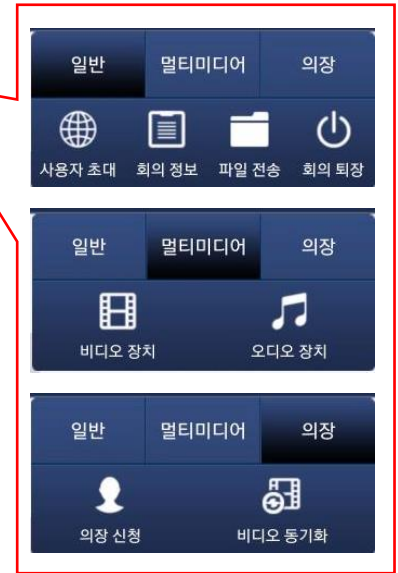 일반 멀티미디어 의장
사용자 초대 회의 정보 파일 전송 회의 퇴장
일반 멀티미디어 의장
비디오 장치 오디오 장치
일반 멀티미디어 의장
의장 신청 비디오 동기화